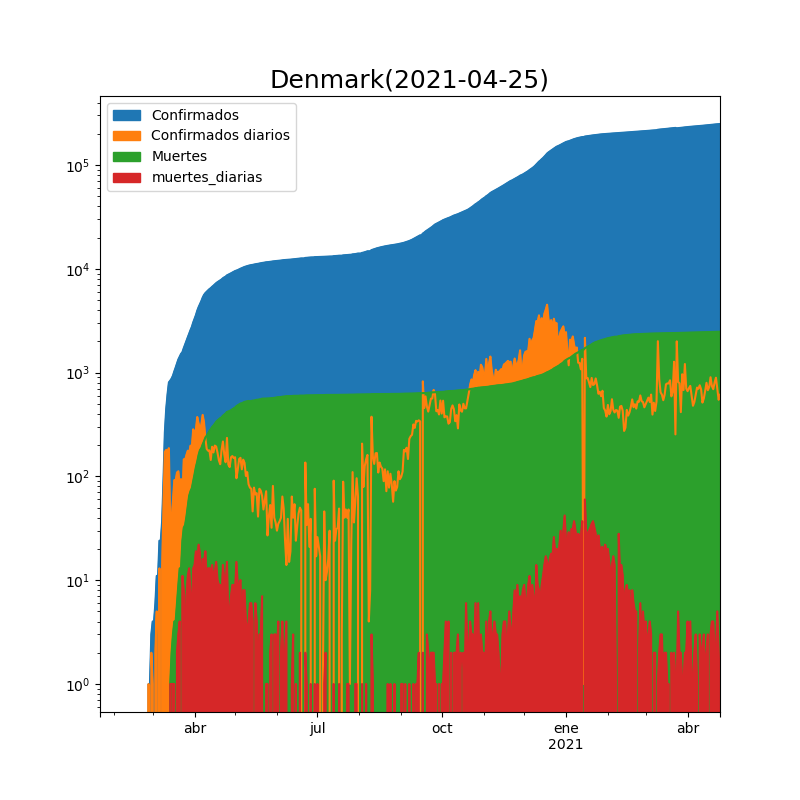 Denmark(2021-04-25)
Confirmados
Confirmados diarios
Muertes
muertes_diarias
10^5
10^4
10^3
10^2
10^1
10^0
abr jul oct ene abr
2021